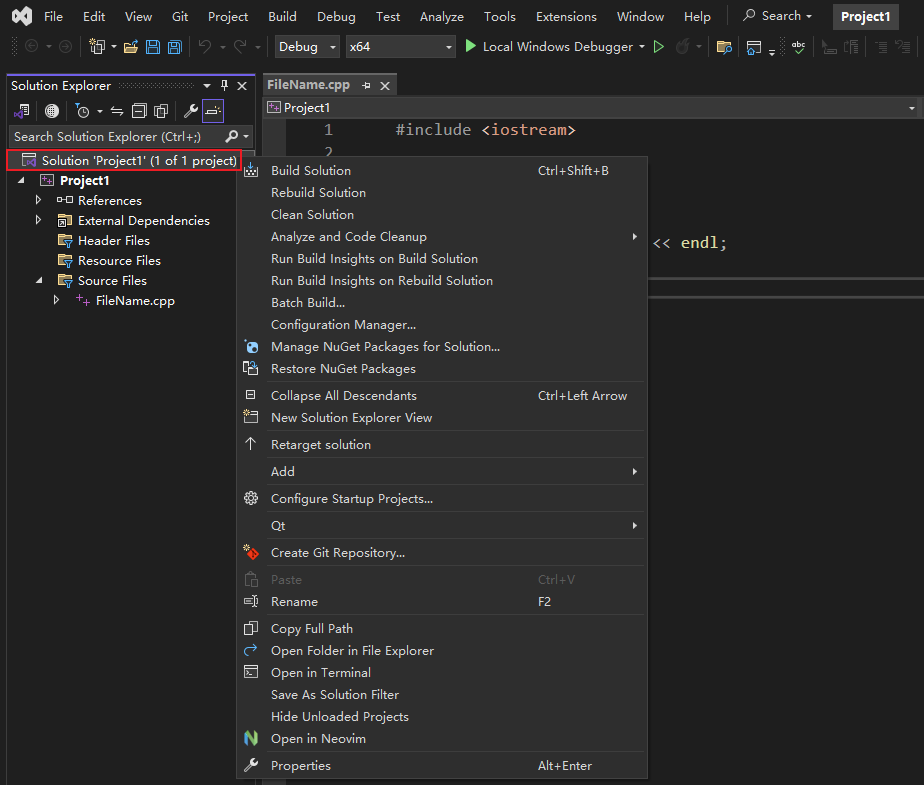 File Edit View Git Project Build Debug Test Analyze Tools Extensions Window Help Search Project1
Debug x64 Local Windows Debugger abc
Solution Explorer
Search Solution Explorer (Ctrl+;)
Solution 'Project1' (1 of 1 project)
Project1
References
External Dependencies
Header Files
Resource Files
Source Files
FileName.cpp
FileName.cpp
Project1
1 #include <iostream>
2
<< endl;
Build Solution Ctrl+Shift+B
Rebuild Solution
Clean Solution
Analyze and Code Cleanup
Run Build Insights on Build Solution
Run Build Insights on Rebuild Solution
Batch Build...
Configuration Manager...
Manage NuGet Packages for Solution...
Restore NuGet Packages
Collapse All Descendants Ctrl+Left Arrow
New Solution Explorer View
Retarget solution
Add
Configure Startup Projects...
Qt
Create Git Repository...
Paste Ctrl+V
Rename F2
Copy Full Path
Open Folder in File Explorer
Open in Terminal
Save As Solution Filter
Hide Unloaded Projects
Open in Neovim
Properties Alt+Enter